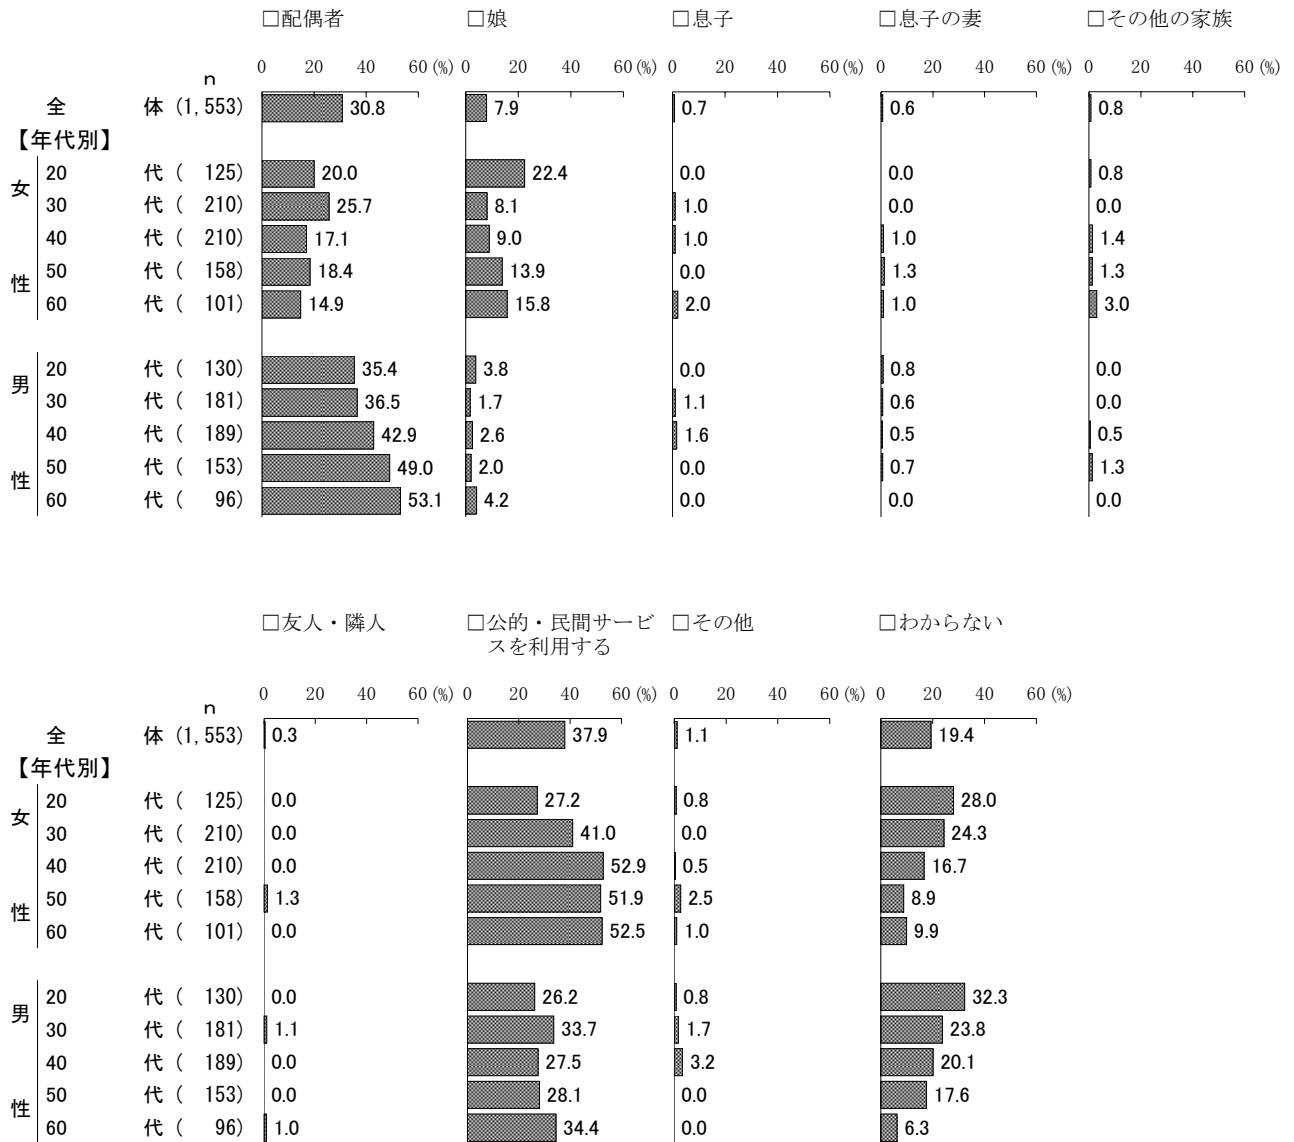 □配偶者 □娘 □息子 □息子の妻 □その他の家族
n 0 20 40 60(%) 0 20 40 60(%) 0 20 40 60(%) 0 20 40 60(%) 0 20 40 60(%)
全 体 (1,553) 30.8 7.9 0.7 0.6 0.8
【年代別】
女性
20 代 ( 125) 20.0 22.4 0.0 0.0 0.8
30 代 ( 210) 25.7 8.1 1.0 0.0 0.0
40 代 ( 210) 17.1 9.0 1.0 1.0 1.4
50 代 ( 158) 18.4 13.9 0.0 1.3 1.3
60 代 ( 101) 14.9 15.8 2.0 1.0 3.0
男性
20 代 ( 130) 35.4 3.8 0.0 0.8 0.0
30 代 ( 181) 36.5 1.7 1.1 0.6 0.0
40 代 ( 189) 42.9 2.6 1.6 0.5 0.5
50 代 ( 153) 49.0 2.0 0.0 0.7 1.3
60 代 ( 96) 53.1 4.2 0.0 0.0 0.0
□友人・隣人 □公的・民間サービ □その他 □わからない
スを利用する
n 0 20 40 60(%) 0 20 40 60(%) 0 20 40 60(%) 0 20 40 60(%)
全 体 (1,553) 0.3 37.9 1.1 19.4
【年代別】
女性
20 代 ( 125) 0.0 27.2 0.8 28.0
30 代 ( 210) 0.0 41.0 0.0 24.3
40 代 ( 210) 0.0 52.9 0.5 16.7
50 代 ( 158) 1.3 51.9 2.5 8.9
60 代 ( 101) 0.0 52.5 1.0 9.9
男性
20 代 ( 130) 0.0 26.2 0.8 32.3
30 代 ( 181) 1.1 33.7 1.7 23.8
40 代 ( 189) 0.0 27.5 3.2 20.1
50 代 ( 153) 0.0 28.1 0.0 17.6
60 代 ( 96) 1.0 34.4 0.0 6.3